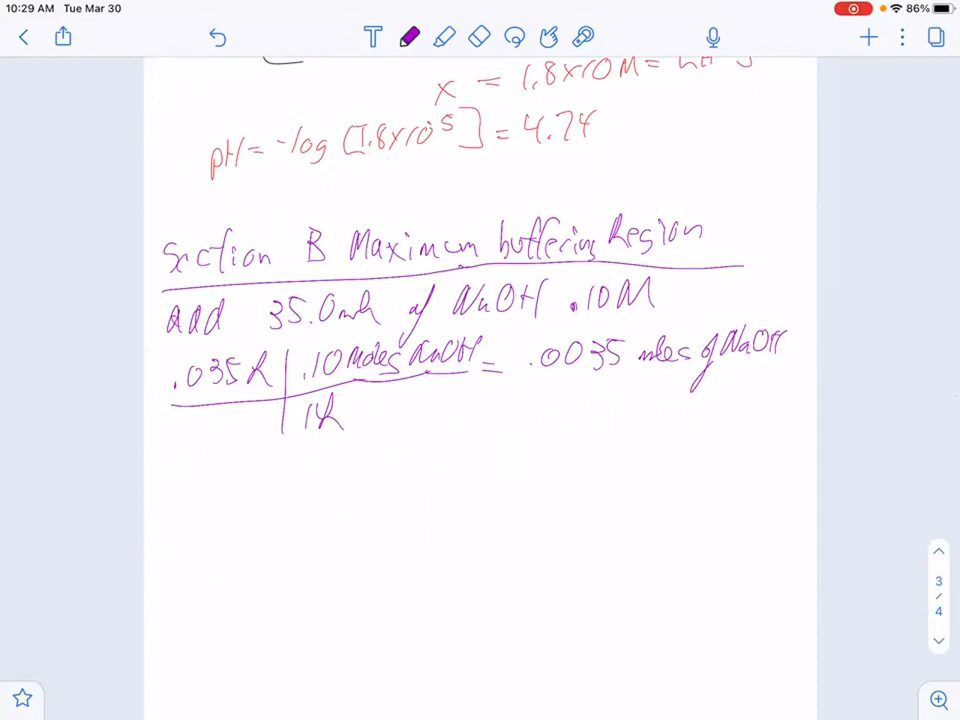 10:29 AM Tue Mar 30
86%
T
x = 1.8x10 M =
pH = -log [1.8x10^-5] = 4.74
Section B Maximum buffering Region
add 35.0mL of NaOH .10M
.035L | .10 moles NaOH = .0035 moles of NaOH
1L
3
/
4